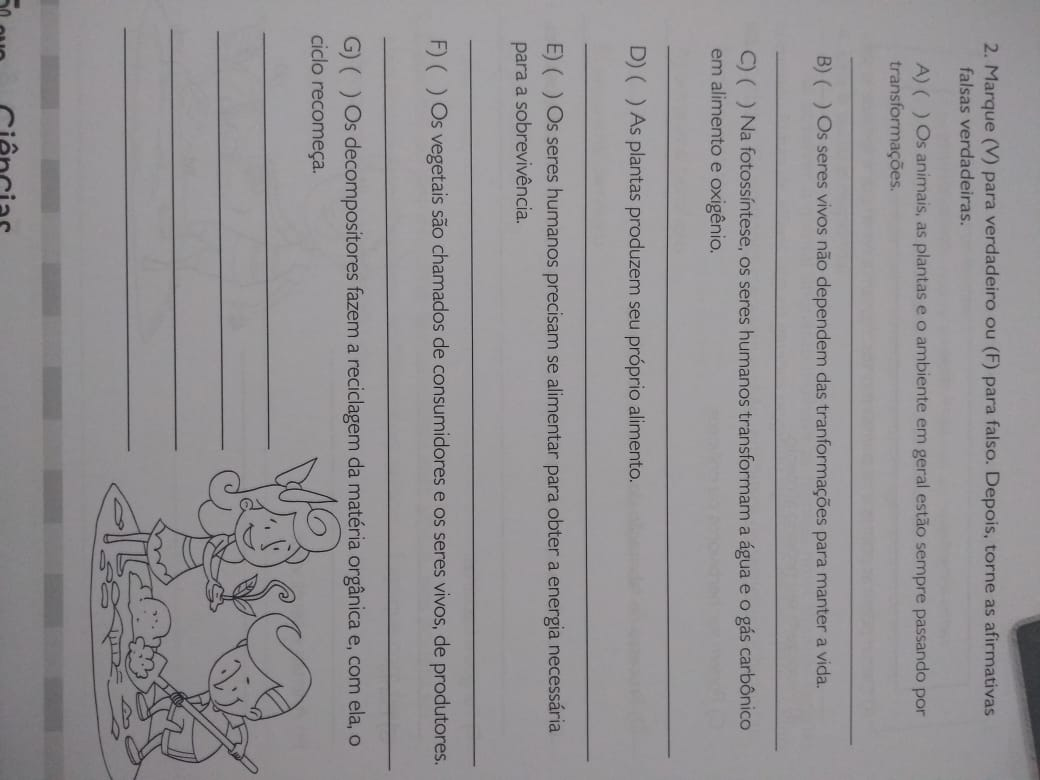 2. Marque (V) para verdadeiro ou (F) para falso. Depois, torne as afirmativas
falsas verdadeiras.
A) ( ) Os animais, as plantas e o ambiente em geral estão sempre passando por
transformações.
B) ( ) Os seres vivos não dependem das tranformações para manter a vida.
C) ( ) Na fotossíntese, os seres humanos transformam a água e o gás carbônico
em alimento e oxigênio.
D) ( ) As plantas produzem seu próprio alimento.
E) ( ) Os seres humanos precisam se alimentar para obter a energia necessária
para a sobrevivência.
F) ( ) Os vegetais são chamados de consumidores e os seres vivos, de produtores.
G) ( ) Os decompositores fazem a reciclagem da matéria orgânica e, com ela, o
ciclo recomeça.
Ciências